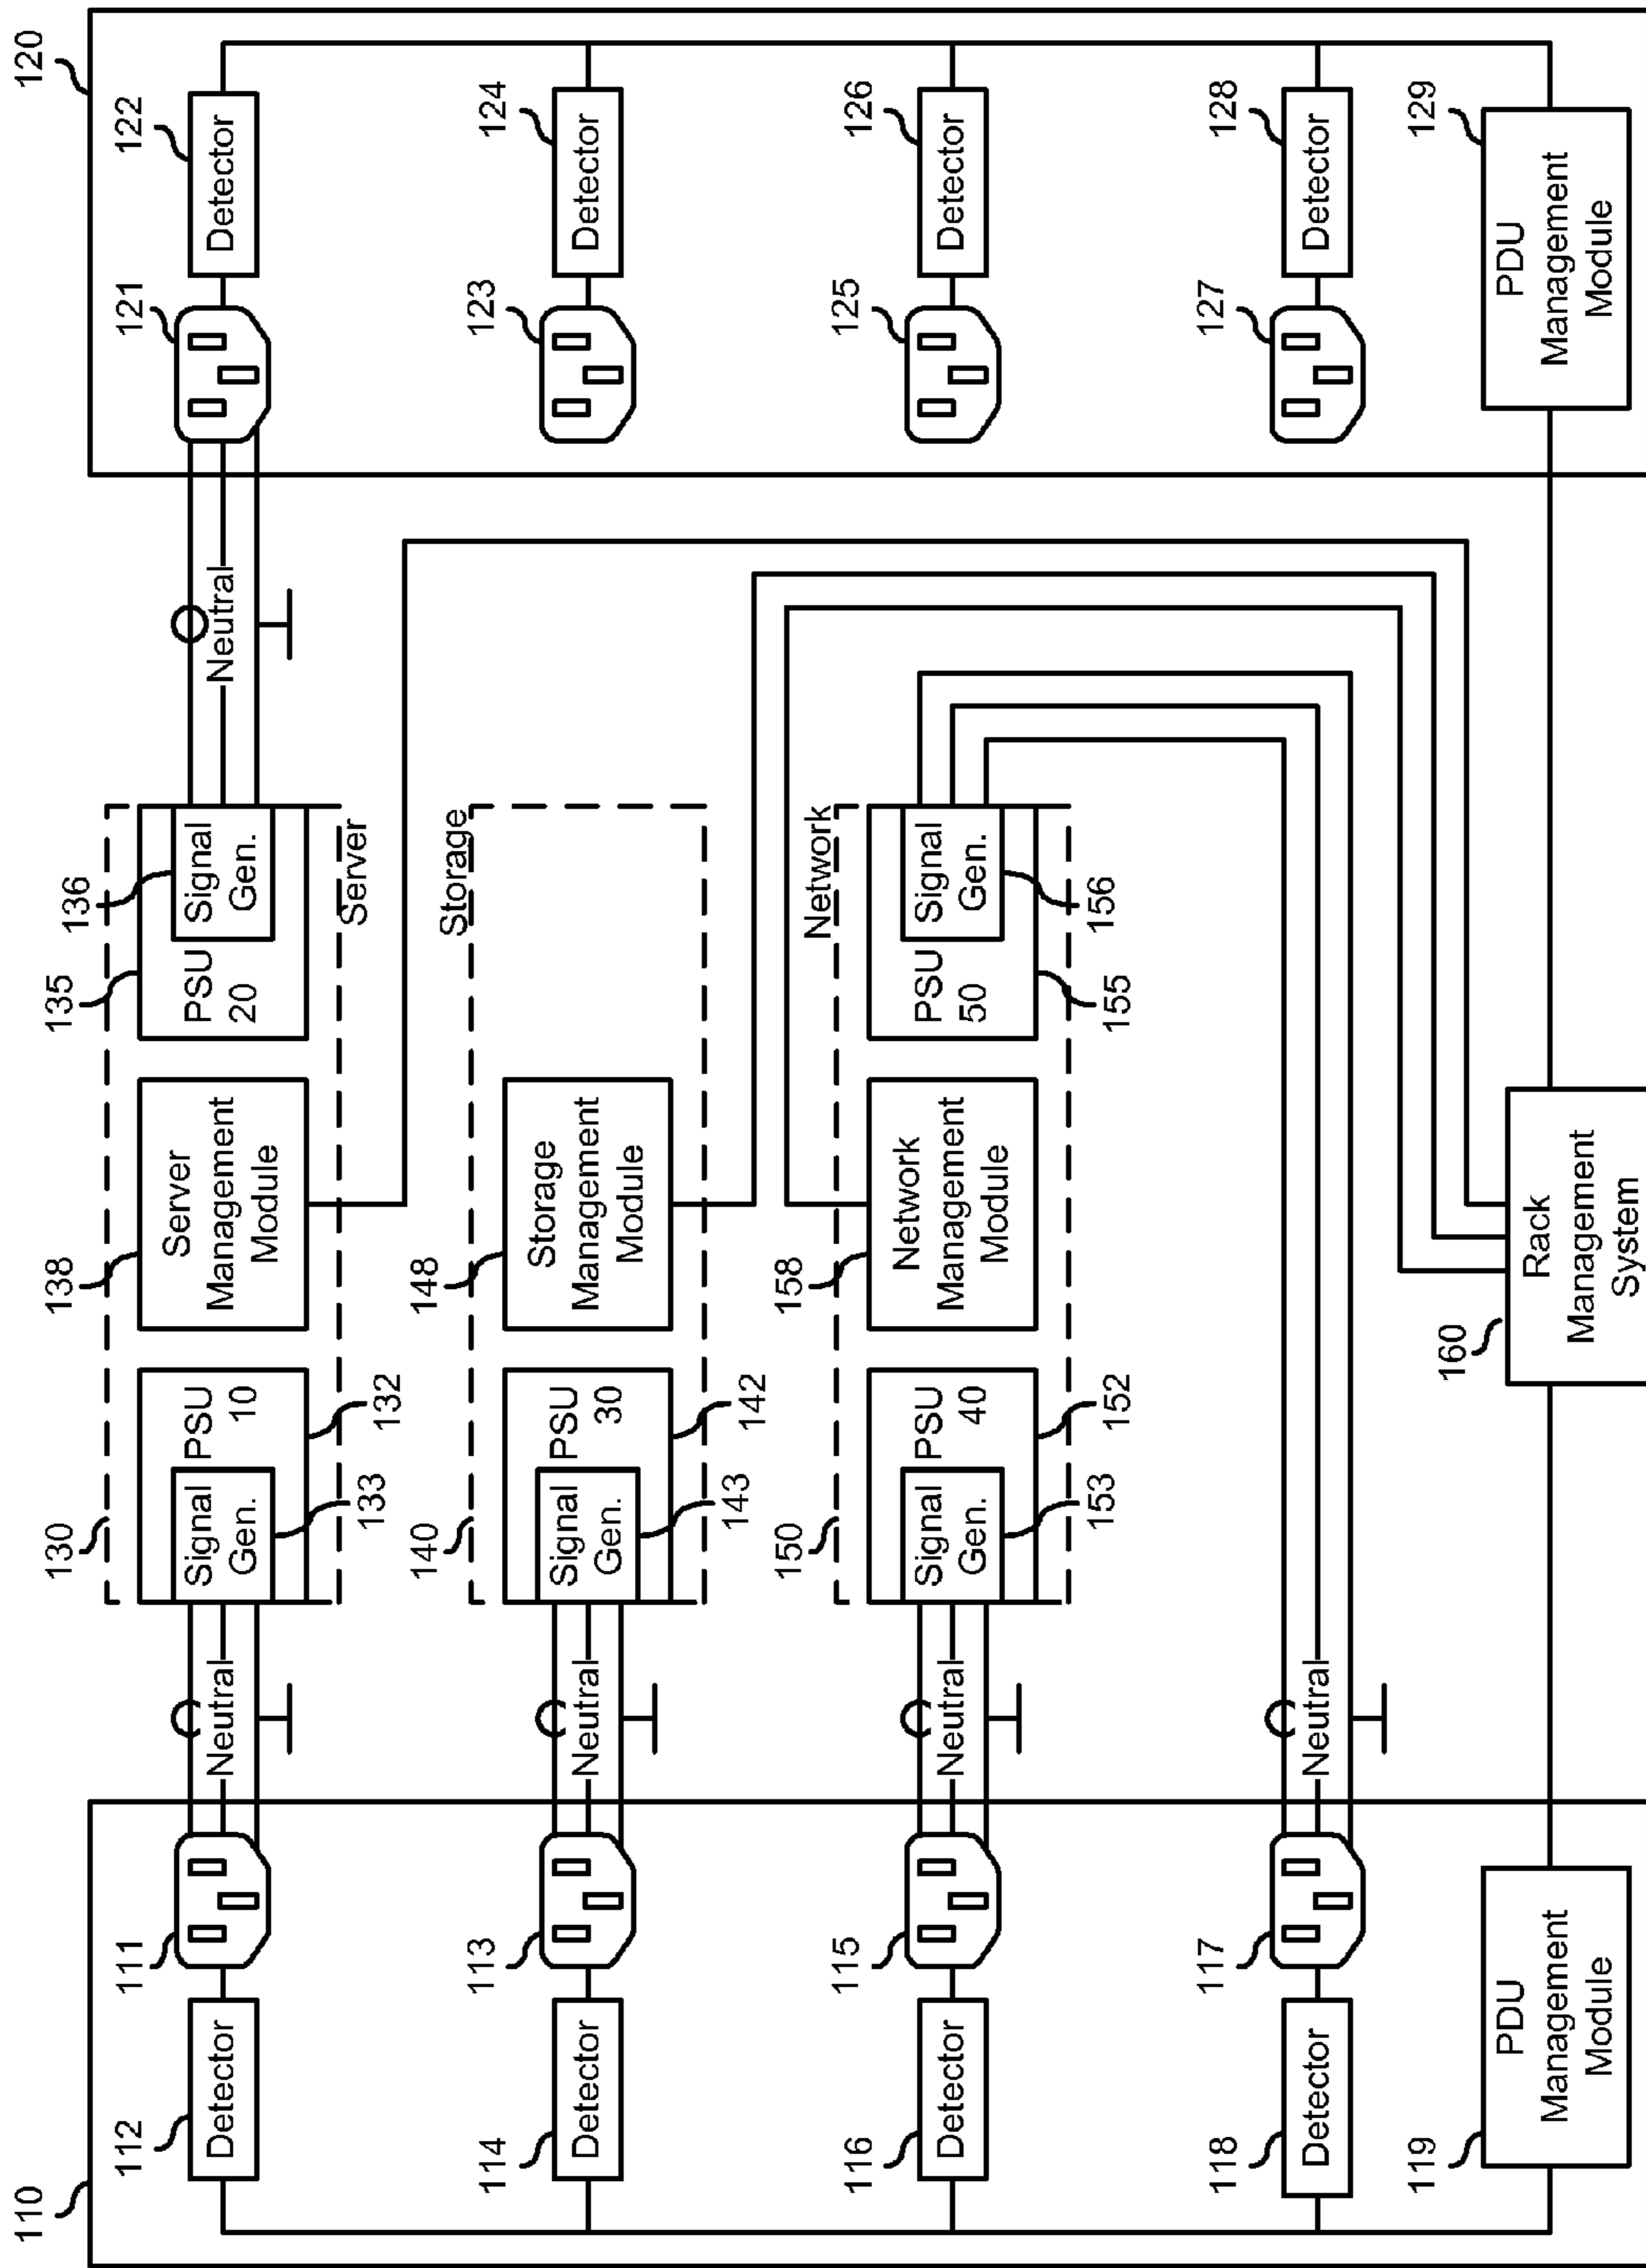 110
120
112
Detector
111
Neutral
130
Signal
Gen.
PSU
10
133
132
138
Server
Management
Module
135
PSU
20
136
Signal
Gen.
Server
Neutral
121
122
Detector
114
Detector
113
Neutral
140
Signal
Gen.
PSU
30
143
142
148
Storage
Management
Module
Storage
123
124
Detector
116
Detector
115
Neutral
150
Signal
Gen.
PSU
40
153
152
158
Network
Management
Module
PSU
50
Signal
Gen.
155
156
Network
125
126
Detector
118
Detector
117
Neutral
127
128
Detector
119
PDU
Management
Module
160
Rack
Management
System
129
PDU
Management
Module